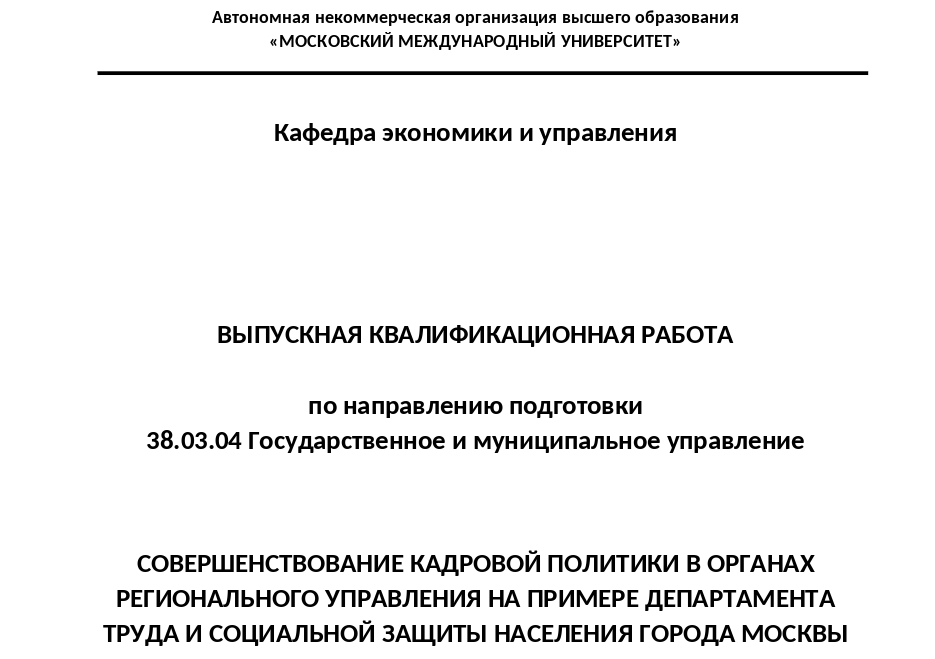 Автономная некоммерческая организация высшего образования
«МОСКОВСКИЙ МЕЖДУНАРОДНЫЙ УНИВЕРСИТЕТ»
Кафедра экономики и управления
ВЫПУСКНАЯ КВАЛИФИКАЦИОННАЯ РАБОТА
по направлению подготовки
38.03.04 Государственное и муниципальное управление
СОВЕРШЕНСТВОВАНИЕ КАДРОВОЙ ПОЛИТИКИ В ОРГАНАХ
РЕГИОНАЛЬНОГО УПРАВЛЕНИЯ НА ПРИМЕРЕ ДЕПАРТАМЕНТА
ТРУДА И СОЦИАЛЬНОЙ ЗАЩИТЫ НАСЕЛЕНИЯ ГОРОДА МОСКВЫ